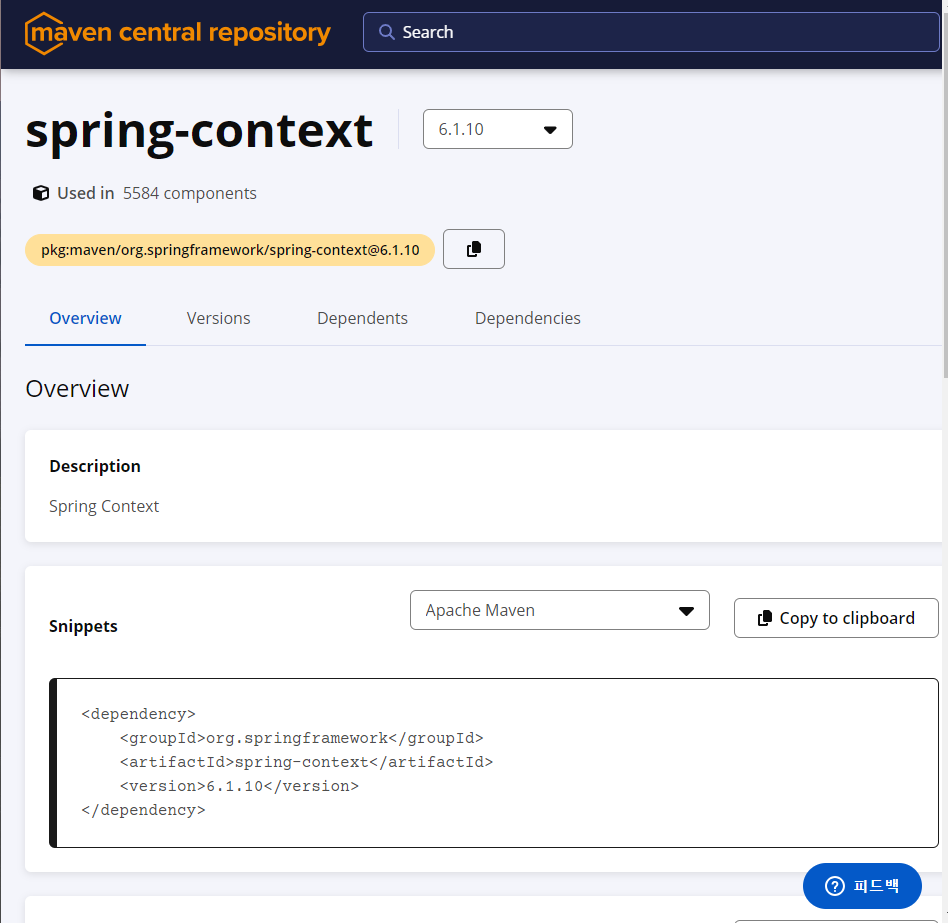 maven central repository
Search
spring-context
6.1.10
Used in 5584 components
pkg:maven/org.springframework/spring-context@6.1.10
Overview Versions Dependents Dependencies
Overview
Description
Spring Context
Snippets
Apache Maven
Copy to clipboard
<dependency>
    <groupId>org.springframework</groupId>
    <artifactId>spring-context</artifactId>
    <version>6.1.10</version>
</dependency>
? 피드백